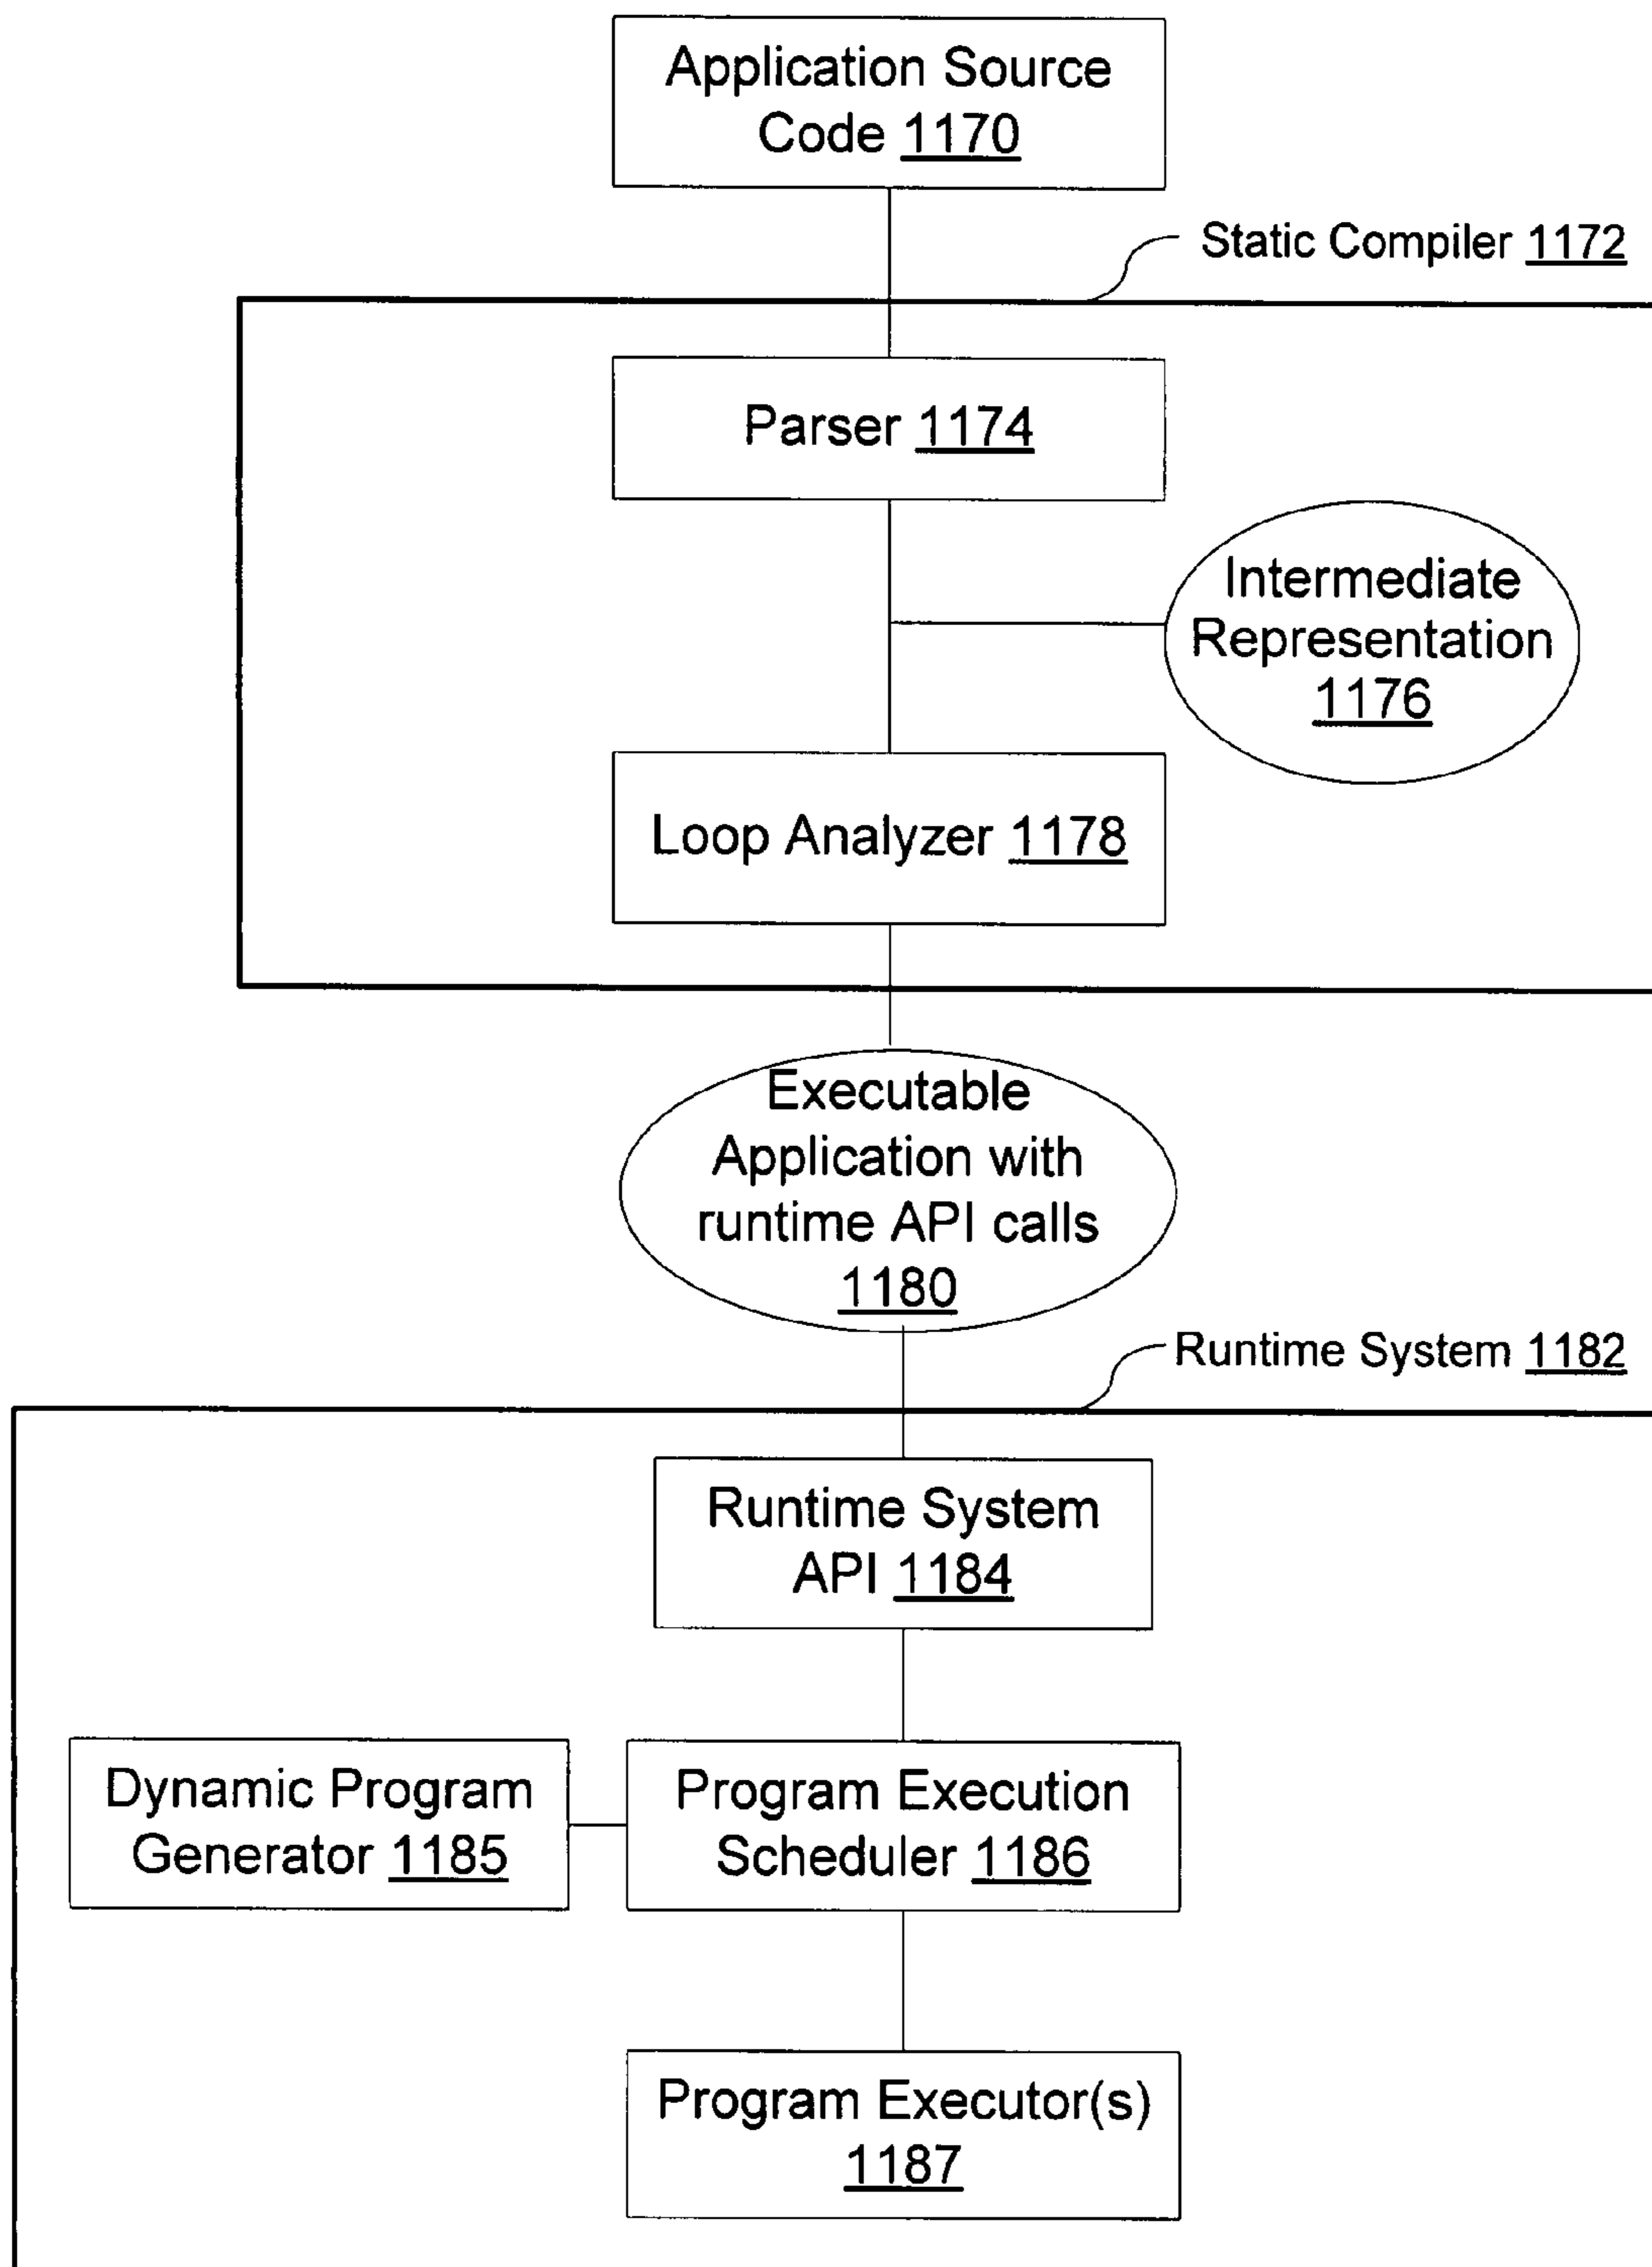 Application Source
Code 1170
Static Compiler 1172
Parser 1174
Intermediate
Representation
1176
Loop Analyzer 1178
Executable
Application with
runtime API calls
1180
Runtime System 1182
Runtime System
API 1184
Dynamic Program
Generator 1185
Program Execution
Scheduler 1186
Program Executor(s)
1187